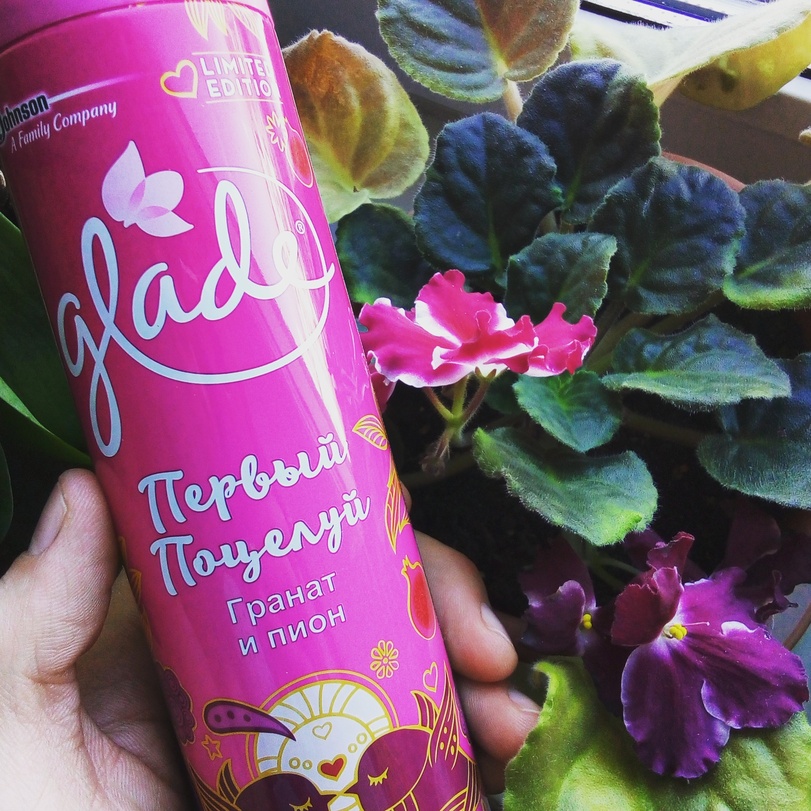 LIMITED
EDITION
Johnson
A Family Company
glade®
Первый
Поцелуй
Гранат
и пион